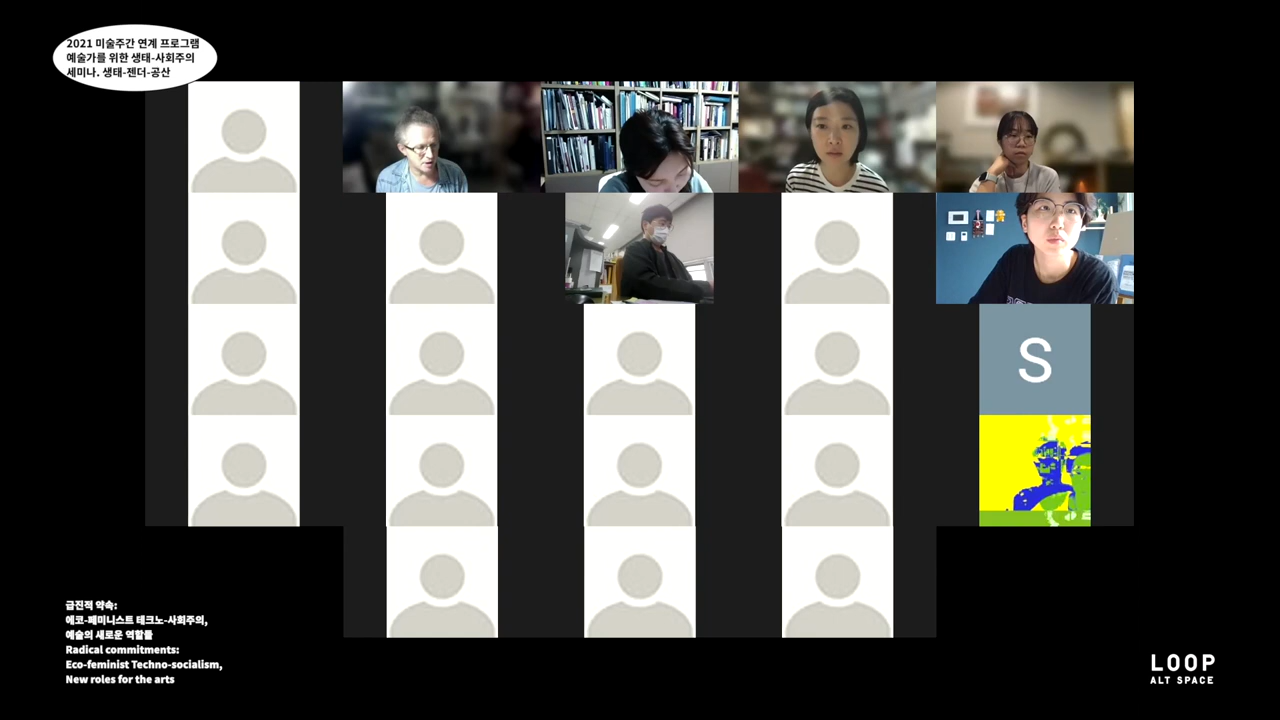 2021 미술주간 연계 프로그램
예술가를 위한 생태-사회주의
세미나. 생태-젠더-공산
S
급진적 약속:
에코-페미니스트 테크노-사회주의,
예술의 새로운 역할들
Radical commitments:
Eco-feminist Techno-socialism,
New roles for the arts
LOOP
ALT SPACE